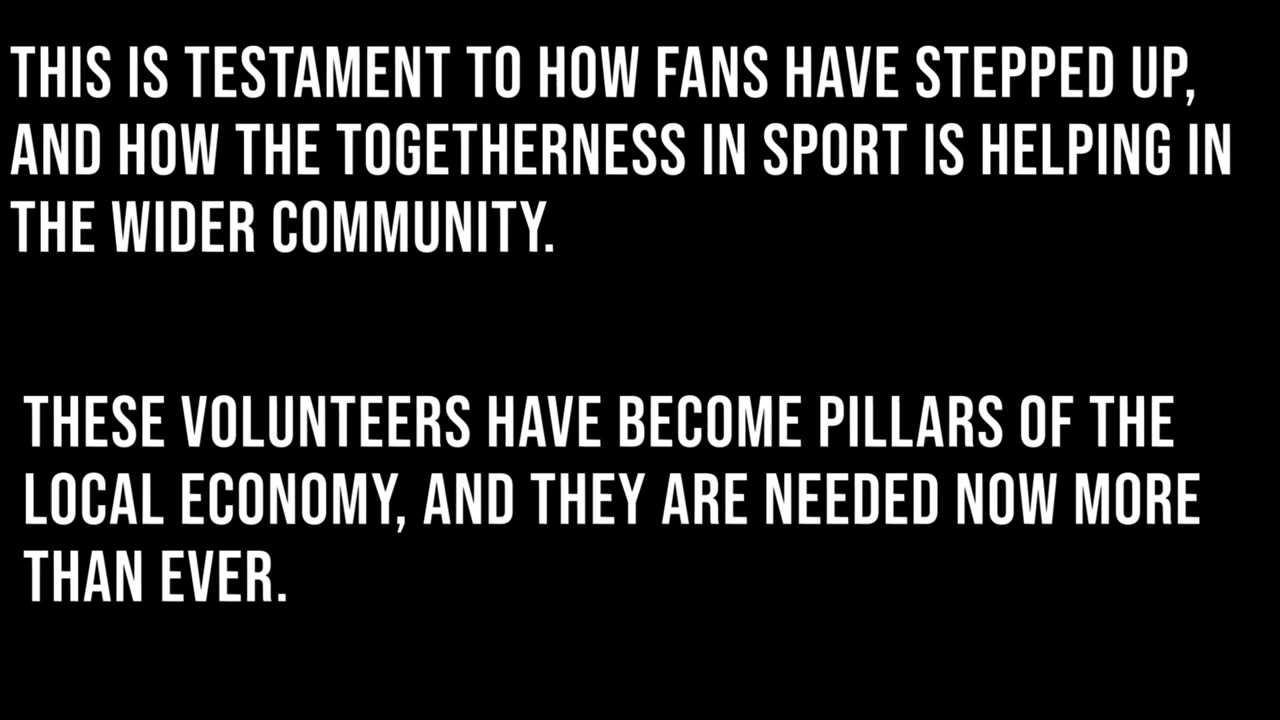 THIS IS TESTAMENT TO HOW FANS HAVE STEPPED UP,
AND HOW THE TOGETHERNESS IN SPORT IS HELPING IN
THE WIDER COMMUNITY.
THESE VOLUNTEERS HAVE BECOME PILLARS OF THE
LOCAL ECONOMY, AND THEY ARE NEEDED NOW MORE
THAN EVER.